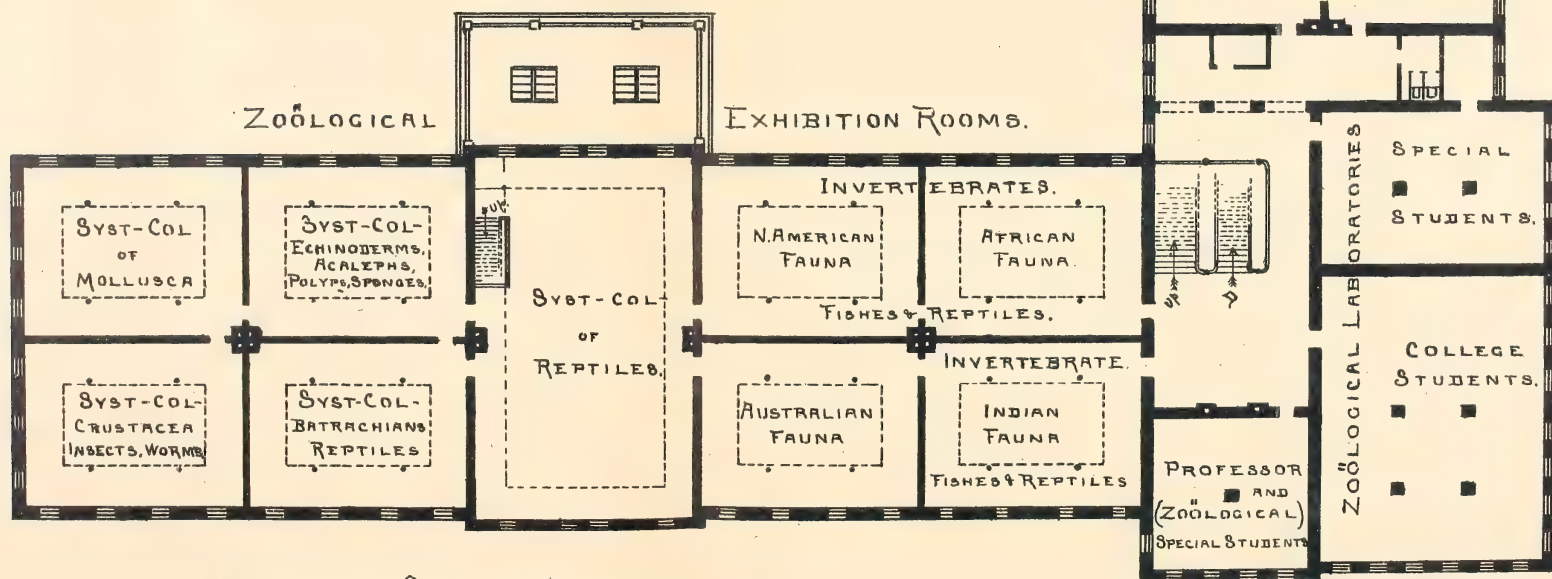 ZOÖLOGICAL EXHIBITION ROOMS.
SYST-COL
OF
MOLLUSCA
SYST-COL-
ECHINODERMS,
ACALEPHS,
POLYPS, SPONGES,
UP
SYST-COL-
OF
REPTILES.
INVERTEBRATES.
N. AMERICAN
FAUNA
AFRICAN
FAUNA.
FISHES & REPTILES.
SYST-COL-
CRUSTACEA
INSECTS, WORMS
SYST-COL-
BATRACHIANS
REPTILES
AUSTRALIAN
FAUNA
INVERTEBRATE.
INDIAN
FAUNA
FISHES & REPTILES
UP
D
ZOÖLOGICAL LABORATORIES
SPECIAL
STUDENTS.
COLLEGE
STUDENTS.
PROFESSOR
AND
(ZOÖLOGICAL)
SPECIAL STUDENTS